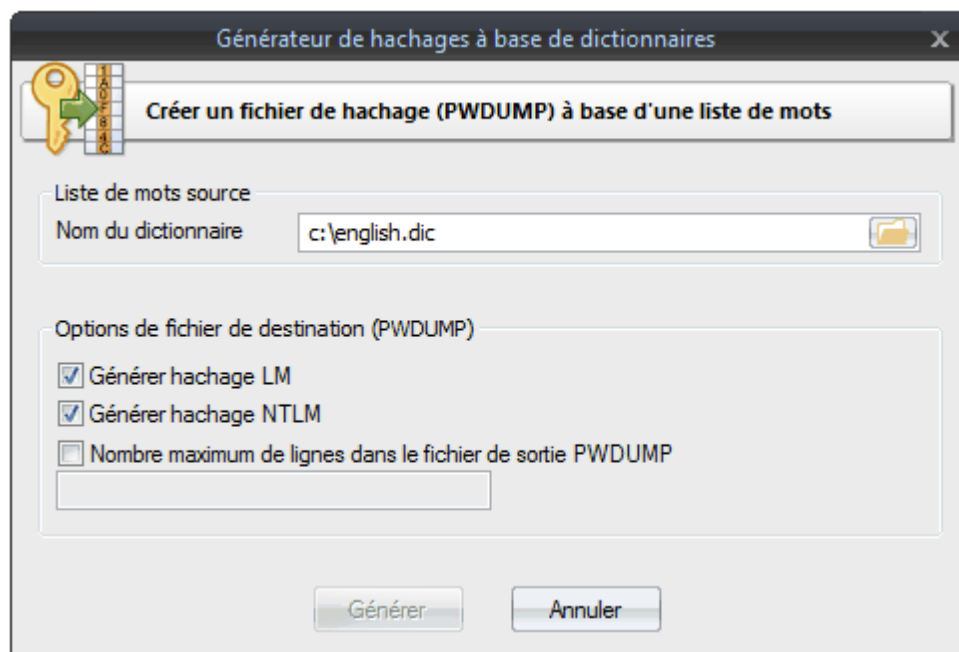 Générateur de hachages à base de dictionnaires
Créer un fichier de hachage (PWDUMP) à base d'une liste de mots
Liste de mots source
Nom du dictionnaire c:\english.dic
Options de fichier de destination (PWDUMP)
Générer hachage LM
Générer hachage NTLM
Nombre maximum de lignes dans le fichier de sortie PWDUMP
Générer Annuler